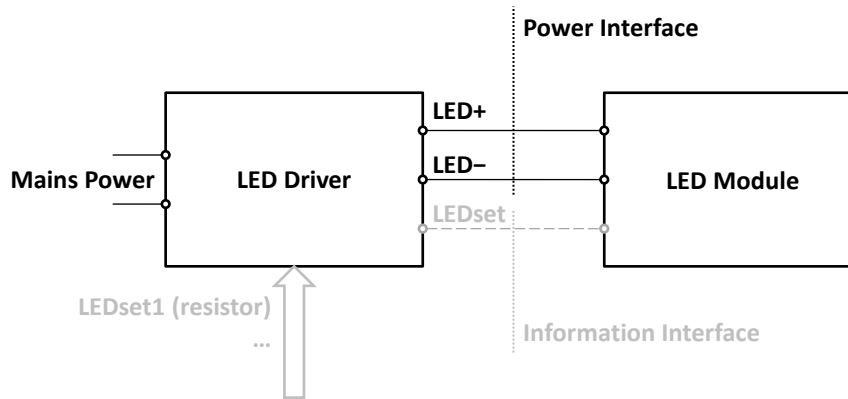 Power Interface
LED+
Mains Power
LED Driver
LED–
LED Module
LEDset
LEDset1 (resistor)
...
Information Interface